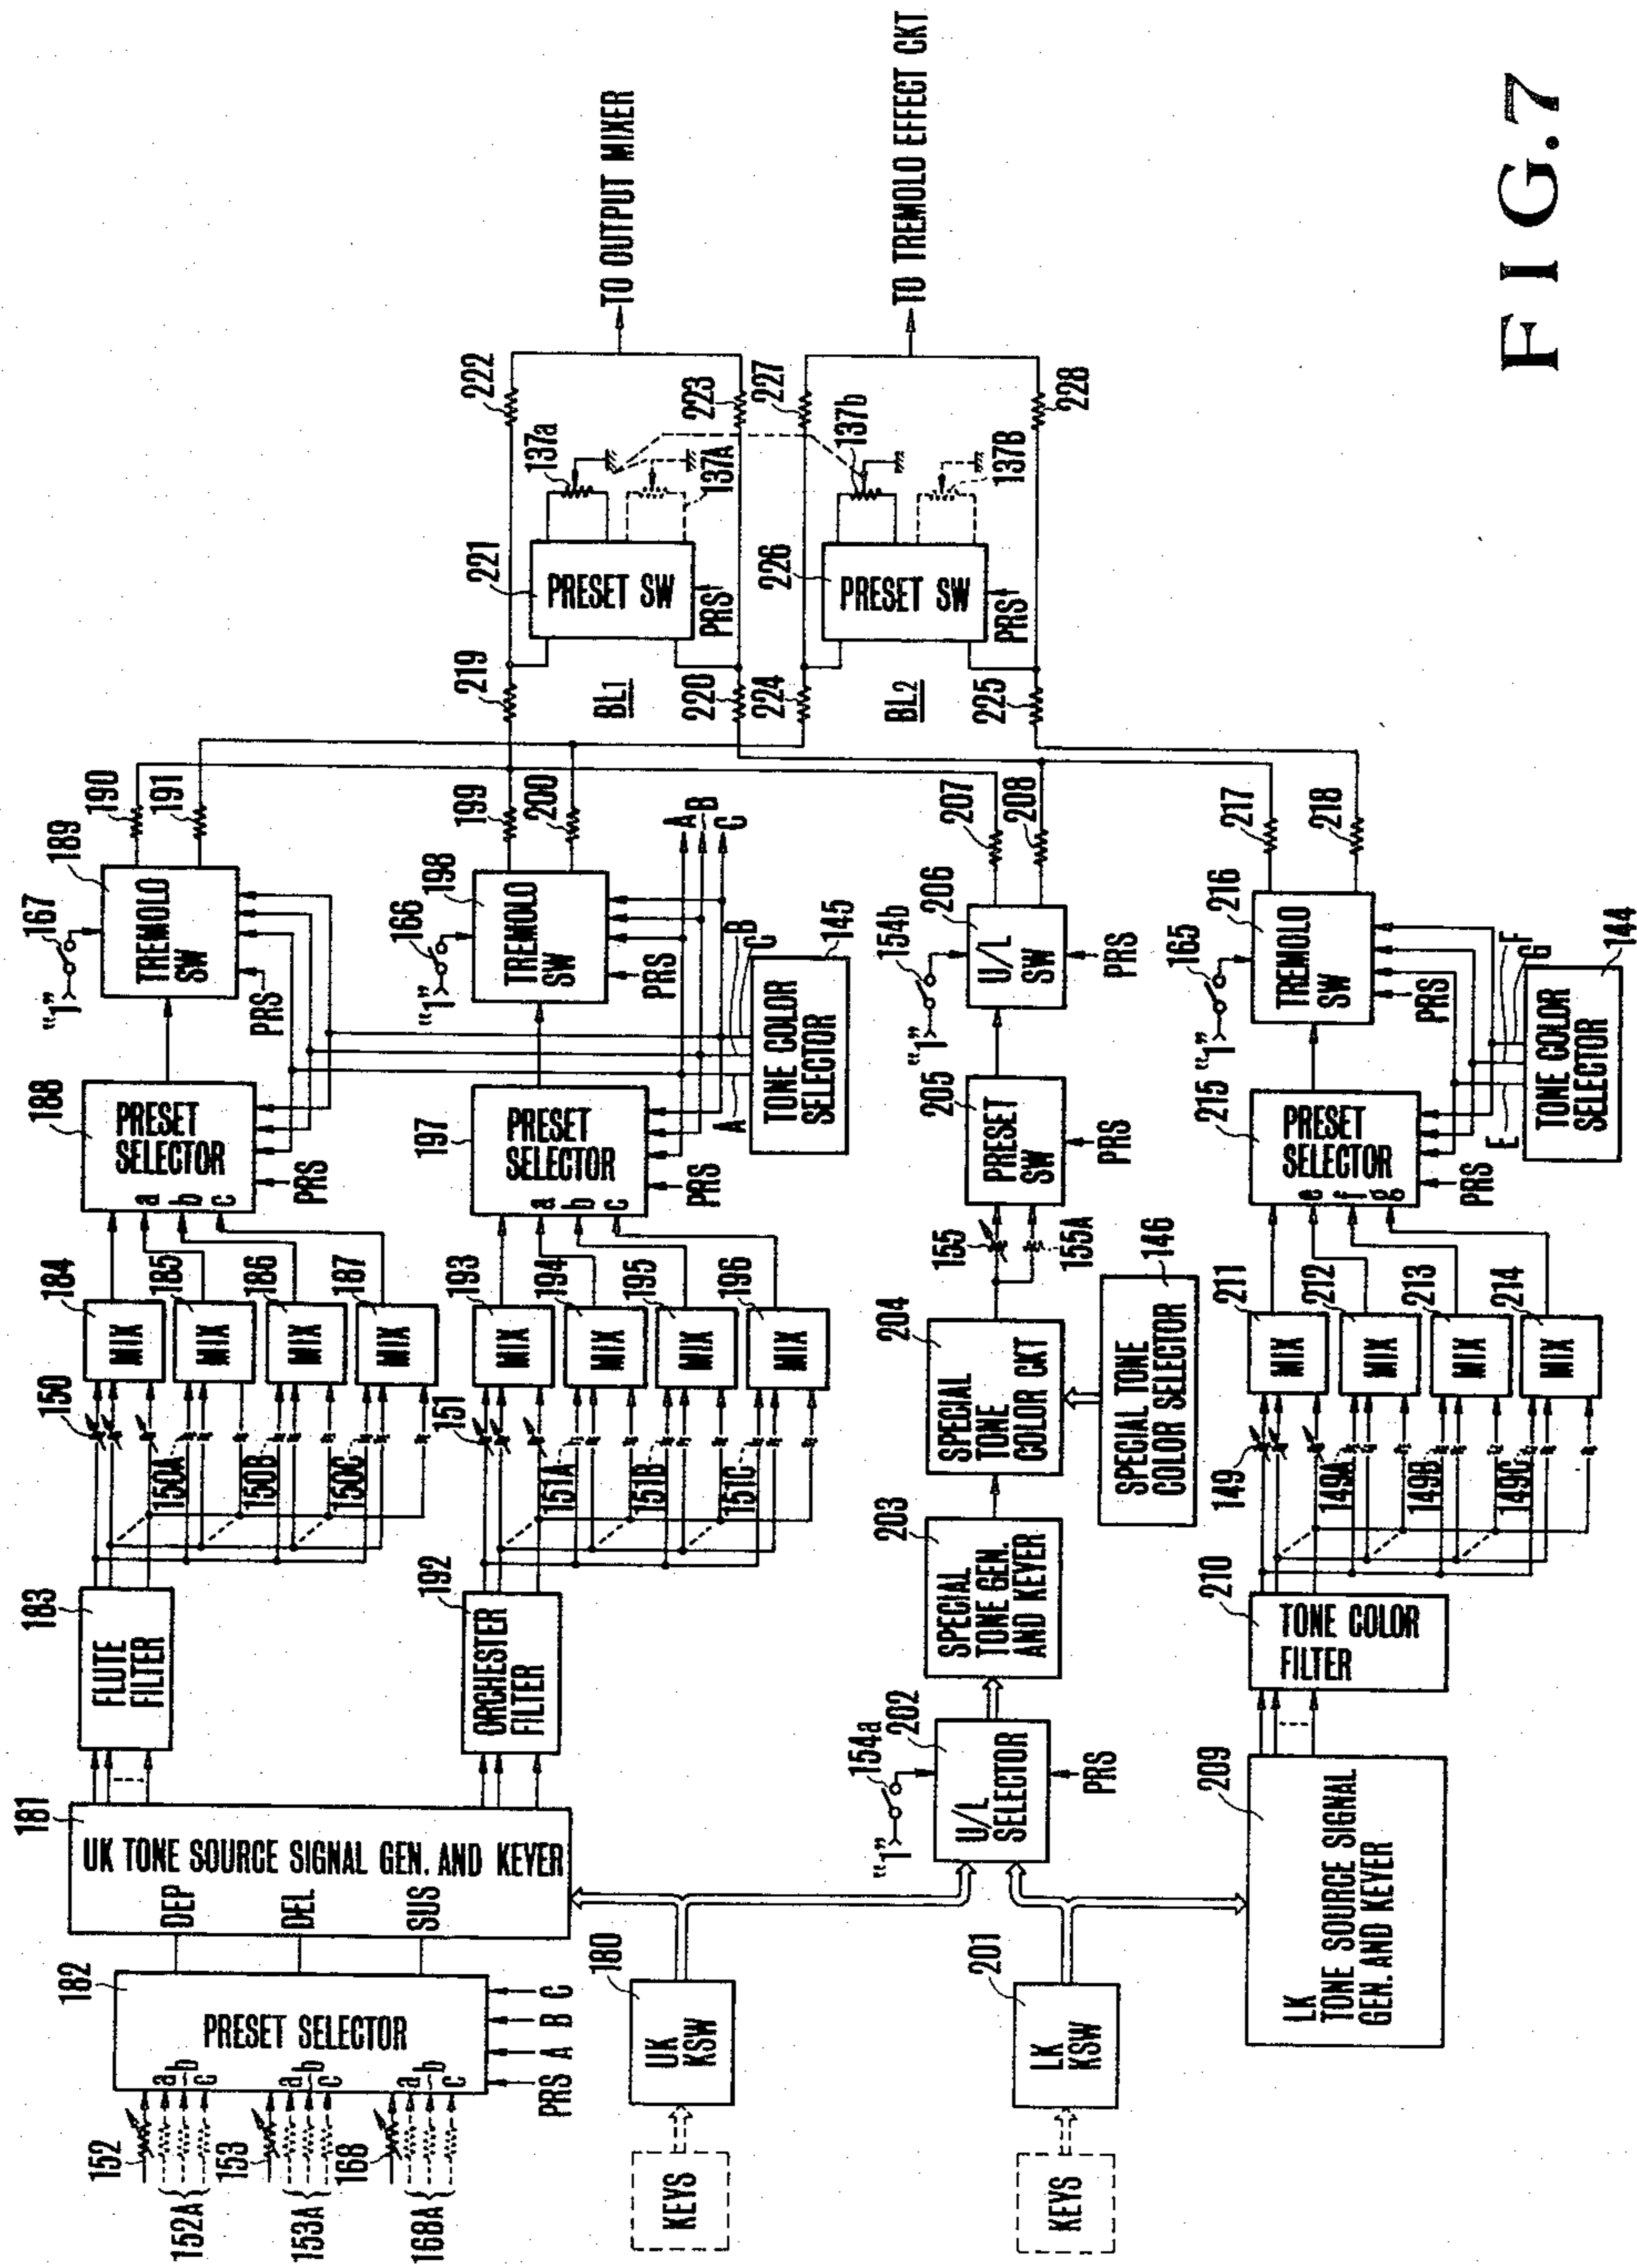 152
152A
153
153A
168
168A
a
b
c
a
b
c
a
b
c
182
PRESET SELECTOR
PRS
A
B
C
181
DEP
DEL
SUS
UK TONE SOURCE SIGNAL GEN. AND KEYER
183
FLUTE
FILTER
150
150A
150B
150C
184
MIX
185
MIX
186
MIX
187
MIX
188
PRESET
SELECTOR
a
b
c
PRS
167
"1"
189
TREMOLO
SW
PRS
190
191
192
ORCHESTER
FILTER
151
151A
151B
151C
193
MIX
194
MIX
195
MIX
196
MIX
197
PRESET
SELECTOR
a
b
c
PRS
166
"1"
198
TREMOLO
SW
PRS
199
200
A
B
C
A
B
C
145
TONE COLOR
SELECTOR
KEYS
180
UK
KSW
KEYS
201
LK
KSW
154a
"1"
202
U/L
SELECTOR
PRS
203
SPECIAL
TONE GEN.
AND KEYER
204
SPECIAL
TONE
COLOR CKT
146
SPECIAL TONE
COLOR SELECTOR
155
155A
205
PRESET
SW
PRS
154b
"1"
206
U/L
SW
PRS
207
208
209
LK
TONE SOURCE SIGNAL
GEN. AND KEYER
210
TONE COLOR
FILTER
149
149A
149B
149C
211
MIX
212
MIX
213
MIX
214
MIX
215
PRESET
SELECTOR
e
f
g
PRS
165
"1"
216
TREMOLO
SW
PRS
217
218
E
F
G
144
TONE COLOR
SELECTOR
219
BL1
220
221
PRESET SW
PRS
137a
137A
222
223
TO OUTPUT MIXER
224
BL2
225
226
PRESET SW
PRS
137b
137B
227
228
TO TREMOLO EFFECT CKT
FIG.7